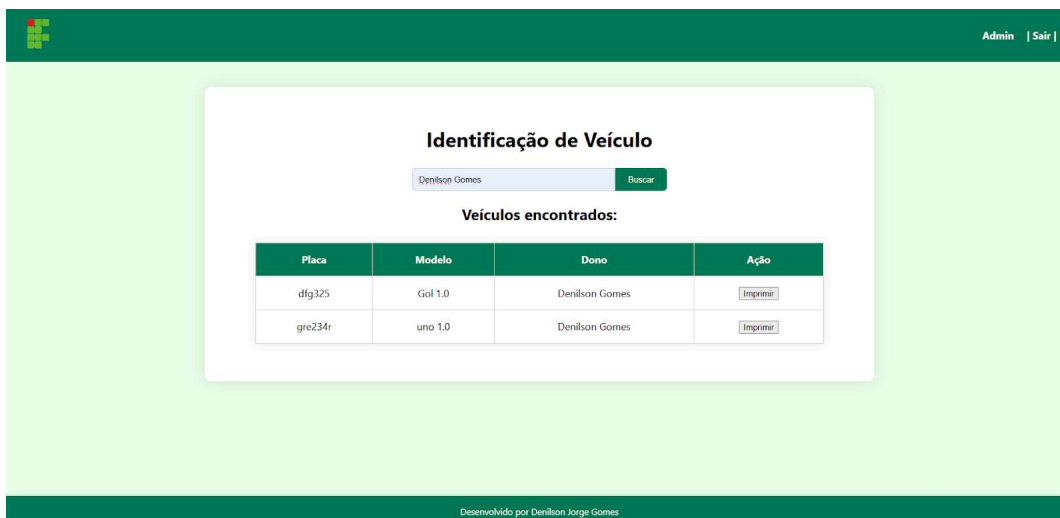 Admin | Sair |
Identificação de Veículo
Denilson Gomes Buscar
Veículos encontrados:
Placa Modelo Dono Ação
dfg325 Gol 1.0 Denilson Gomes Imprimir
gre234r uno 1.0 Denilson Gomes Imprimir
Desenvolvido por Denilson Jorge Gomes